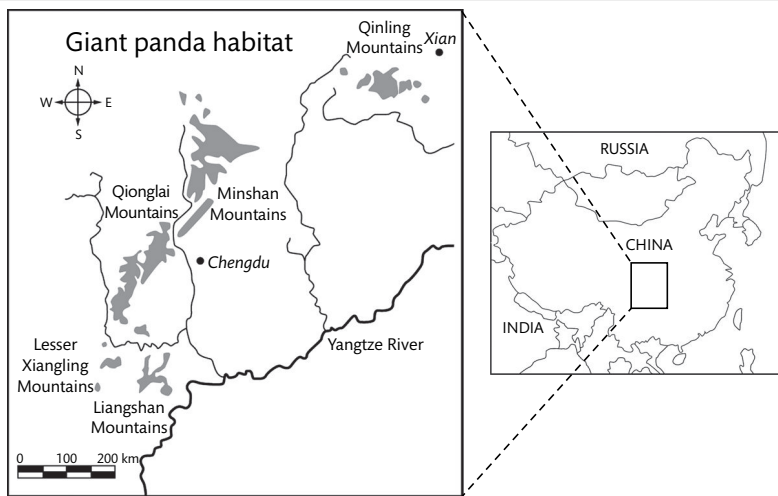 Giant panda habitat
Qinling
Mountains
Xian
N
W
E
S
Qionglai
Mountains
Minshan
Mountains
Chengdu
Lesser
Xiangling
Mountains
Liangshan
Mountains
Yangtze River
0 100 200 km
RUSSIA
CHINA
INDIA